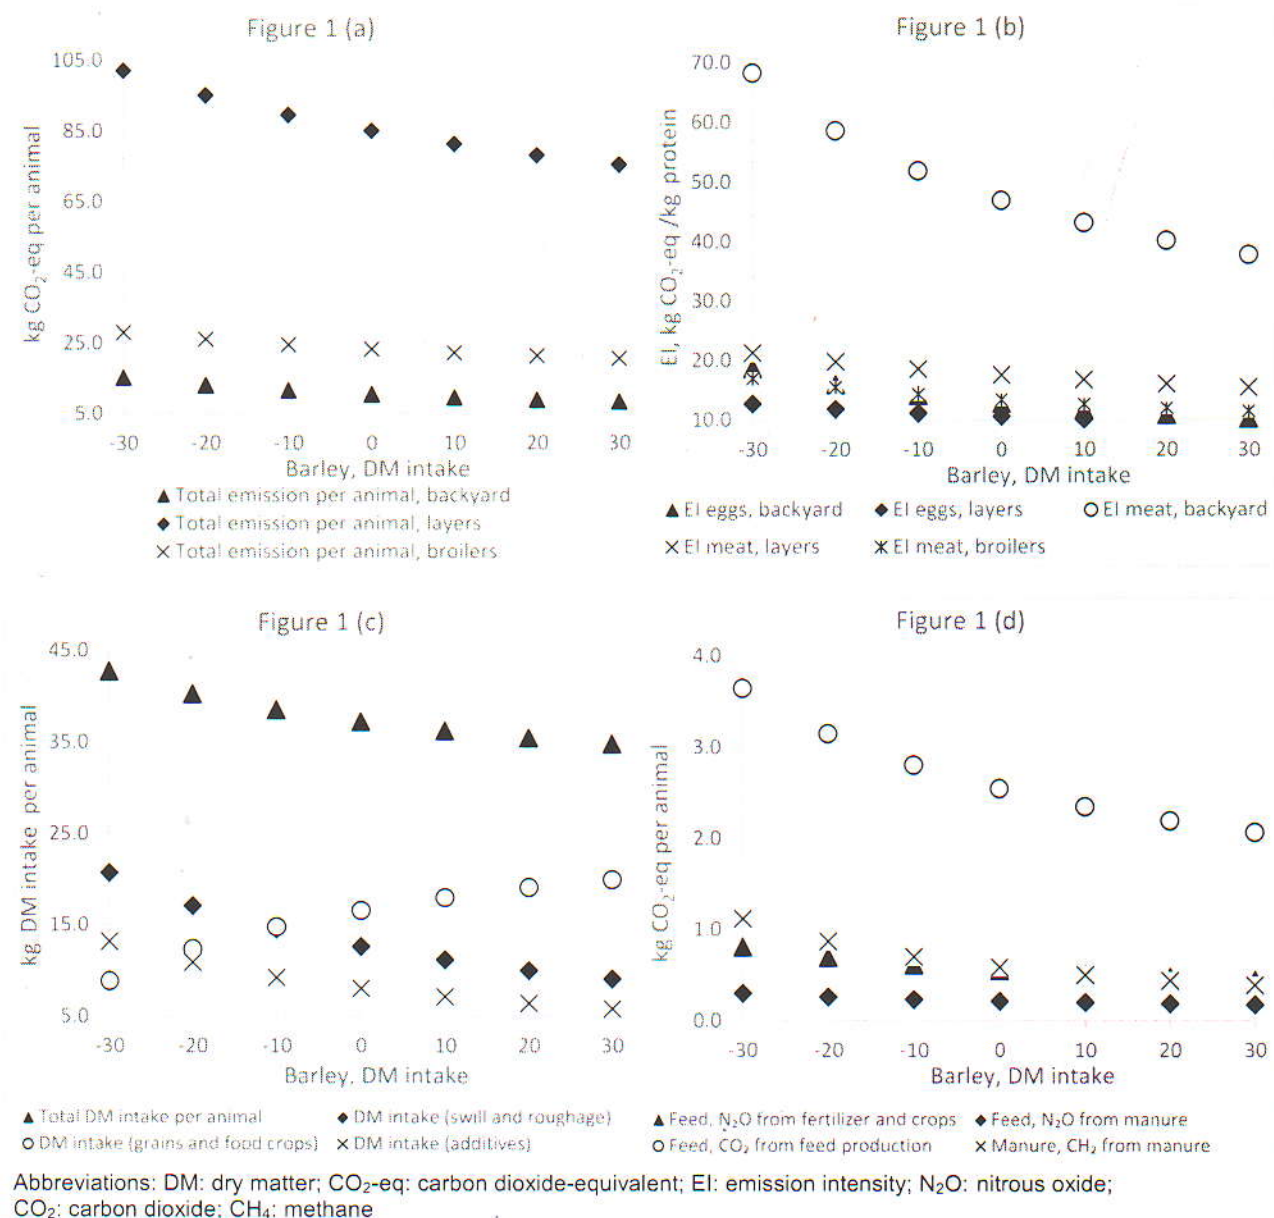 Figure 1 (a)
105.0
85.0
65.0
45.0
25.0
5.0
kg CO₂-eq per animal
-30 -20 -10 0 10 20 30
Barley, DM intake
▲ Total emission per animal, backyard
◆ Total emission per animal, layers
× Total emission per animal, broilers
Figure 1 (b)
70.0
60.0
50.0
40.0
30.0
20.0
10.0
EI, kg CO₂-eq /kg protein
-30 -20 -10 0 10 20 30
Barley, DM intake
▲ EI eggs, backyard ◆ EI eggs, layers ○ EI meat, backyard
× EI meat, layers ж EI meat, broilers
Figure 1 (c)
45.0
35.0
25.0
15.0
5.0
kg DM intake per animal
-30 -20 -10 0 10 20 30
Barley. DM intake
▲ Total DM intake per animal ◆ DM intake (swill and roughage)
○ DM intake (grains and food crops) × DM intake (additives)
Figure 1 (d)
4.0
3.0
2.0
1.0
0.0
kg CO₂-eq per animal
-30 -20 -10 0 10 20 30
Barley, DM intake
▲ Feed, N₂O from fertilizer and crops ◆ Feed, N₂O from manure
○ Feed, CO₂ from feed production × Manure, CH₂ from manure
Abbreviations: DM: dry matter; CO₂-eq: carbon dioxide-equivalent; EI: emission intensity; N₂O: nitrous oxide;
CO₂: carbon dioxide; CH₄: methane